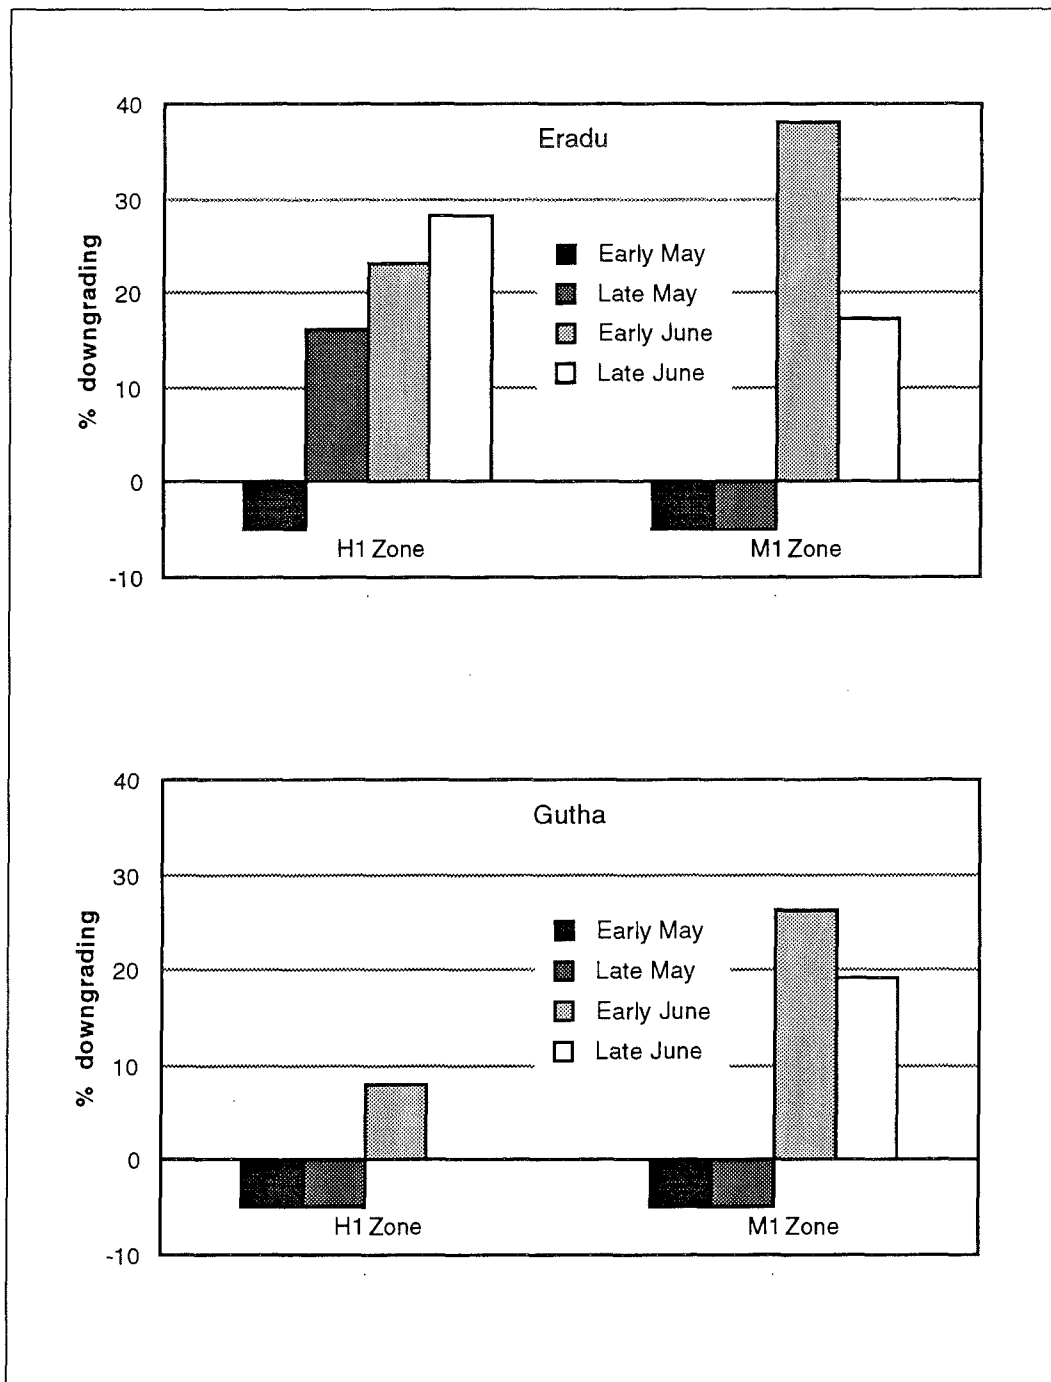 Eradu
% downgrading
40
30
20
10
0
-10
Early May
Late May
Early June
Late June
H1 Zone
M1 Zone
Gutha
% downgrading
40
30
20
10
0
-10
Early May
Late May
Early June
Late June
H1 Zone
M1 Zone